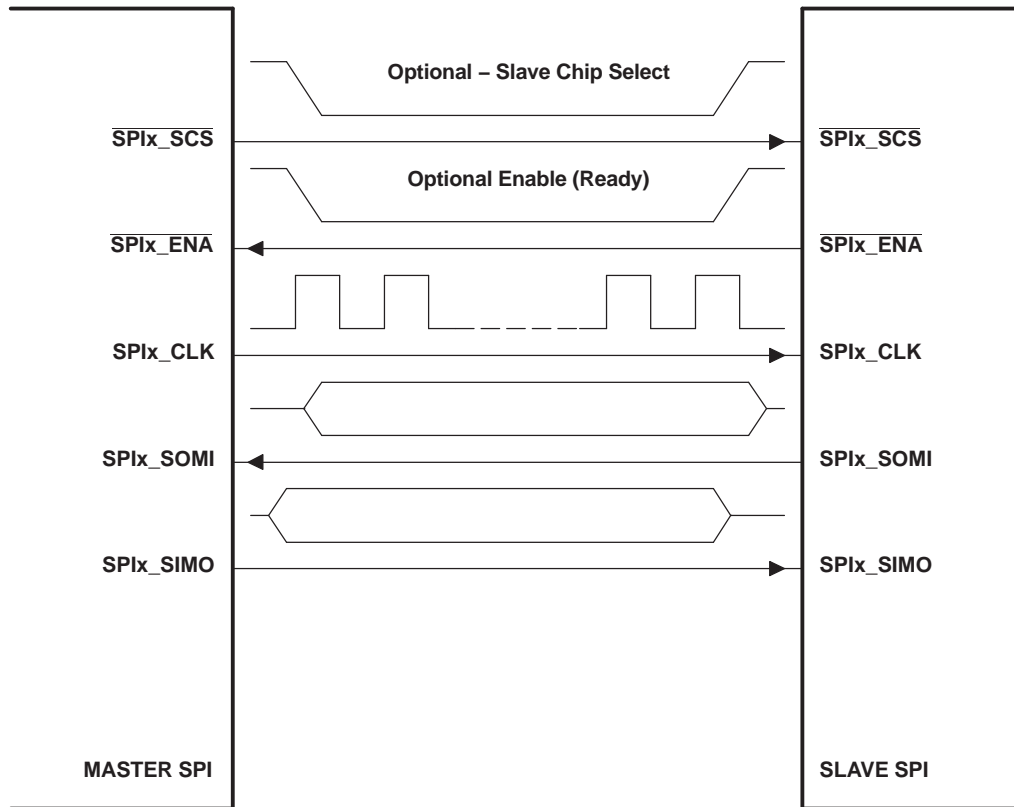 Optional – Slave Chip Select
SPIx_SCS SPIx_SCS
Optional Enable (Ready)
SPIx_ENA SPIx_ENA
SPIx_CLK SPIx_CLK
SPIx_SOMI SPIx_SOMI
SPIx_SIMO SPIx_SIMO
MASTER SPI SLAVE SPI